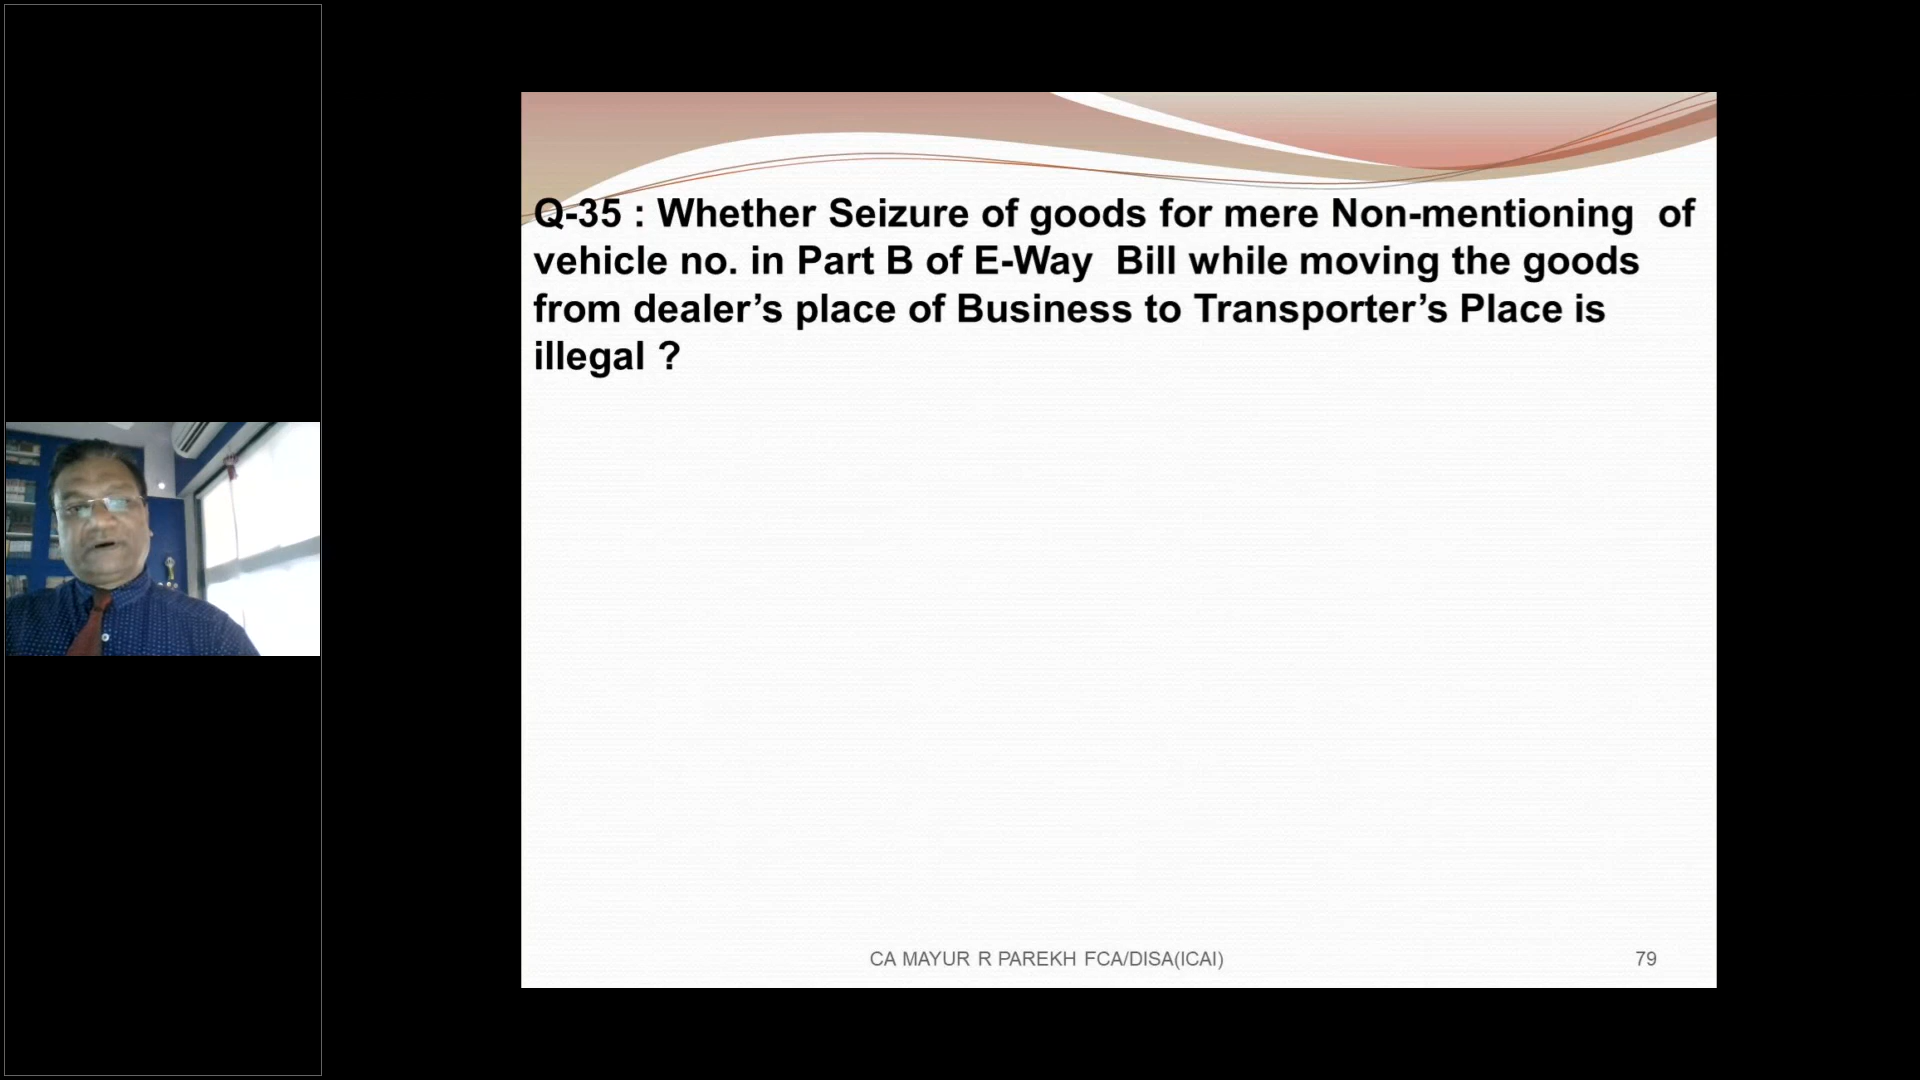 Q-35 : Whether Seizure of goods for mere Non-mentioning of
vehicle no. in Part B of E-Way Bill while moving the goods
from dealer’s place of Business to Transporter’s Place is
illegal ?
CA MAYUR R PAREKH FCA/DISA(ICAI)
79